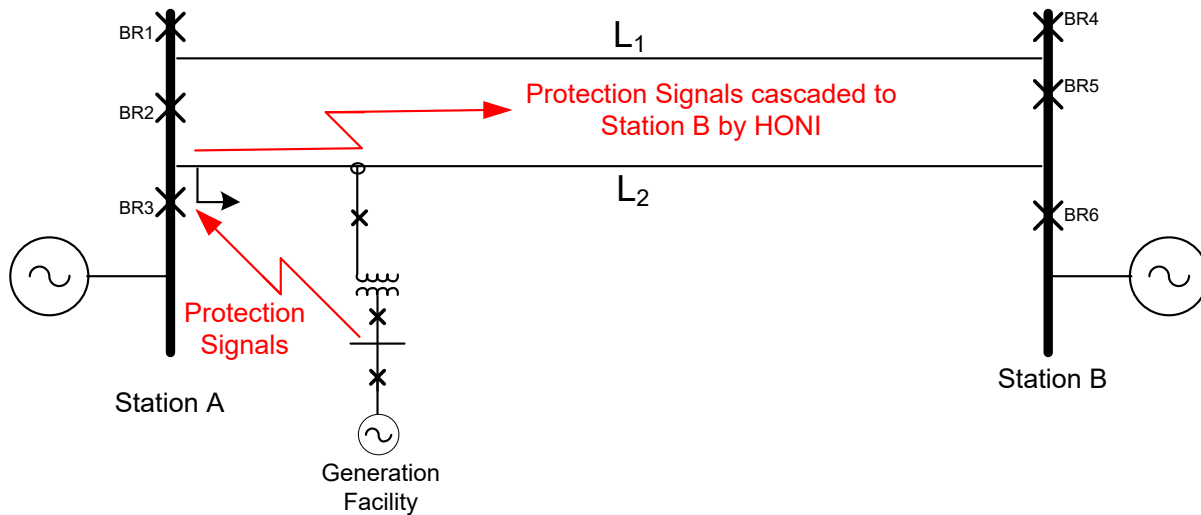 BR1
BR4
L₁
BR2
BR5
Protection Signals cascaded to
Station B by HONI
BR3
L₂
BR6
Protection
Signals
Station A
Station B
Generation
Facility